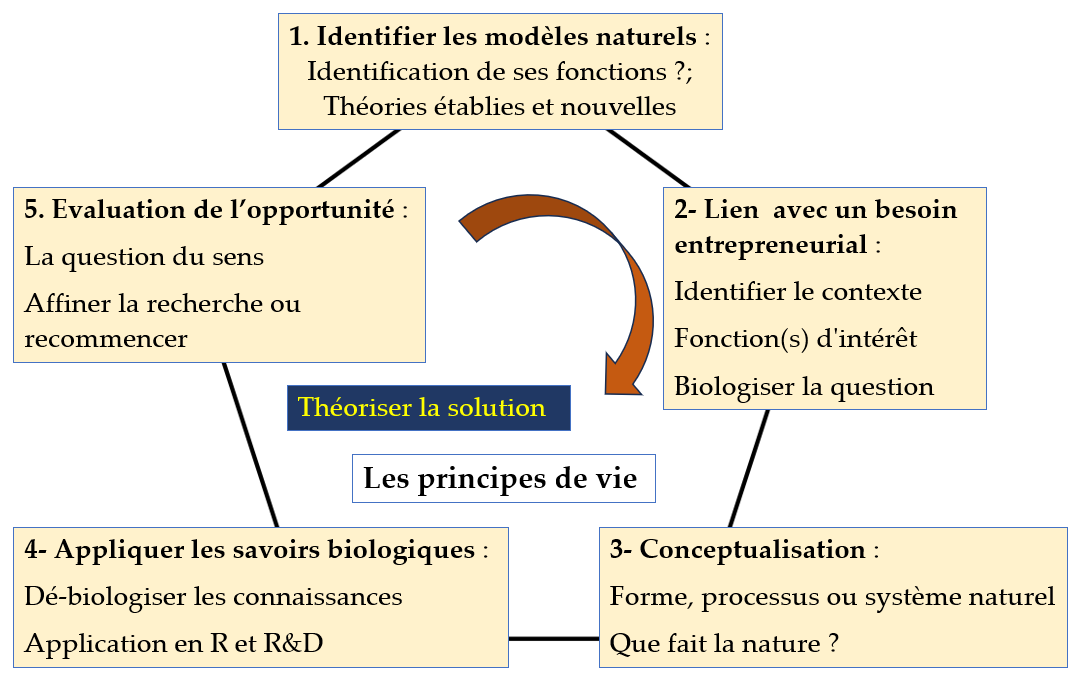 1. Identifier les modèles naturels :
Identification de ses fonctions ?;
Théories établies et nouvelles
5. Evaluation de l’opportunité :
La question du sens
Affiner la recherche ou
recommencer
2- Lien  avec un besoin
entrepreneurial :
Identifier le contexte
Fonction(s) d'intérêt
Biologiser la question
Théoriser la solution
Les principes de vie
4- Appliquer les savoirs biologiques :
Dé-biologiser les connaissances
Application en R et R&D
3- Conceptualisation :
Forme, processus ou système naturel
Que fait la nature ?